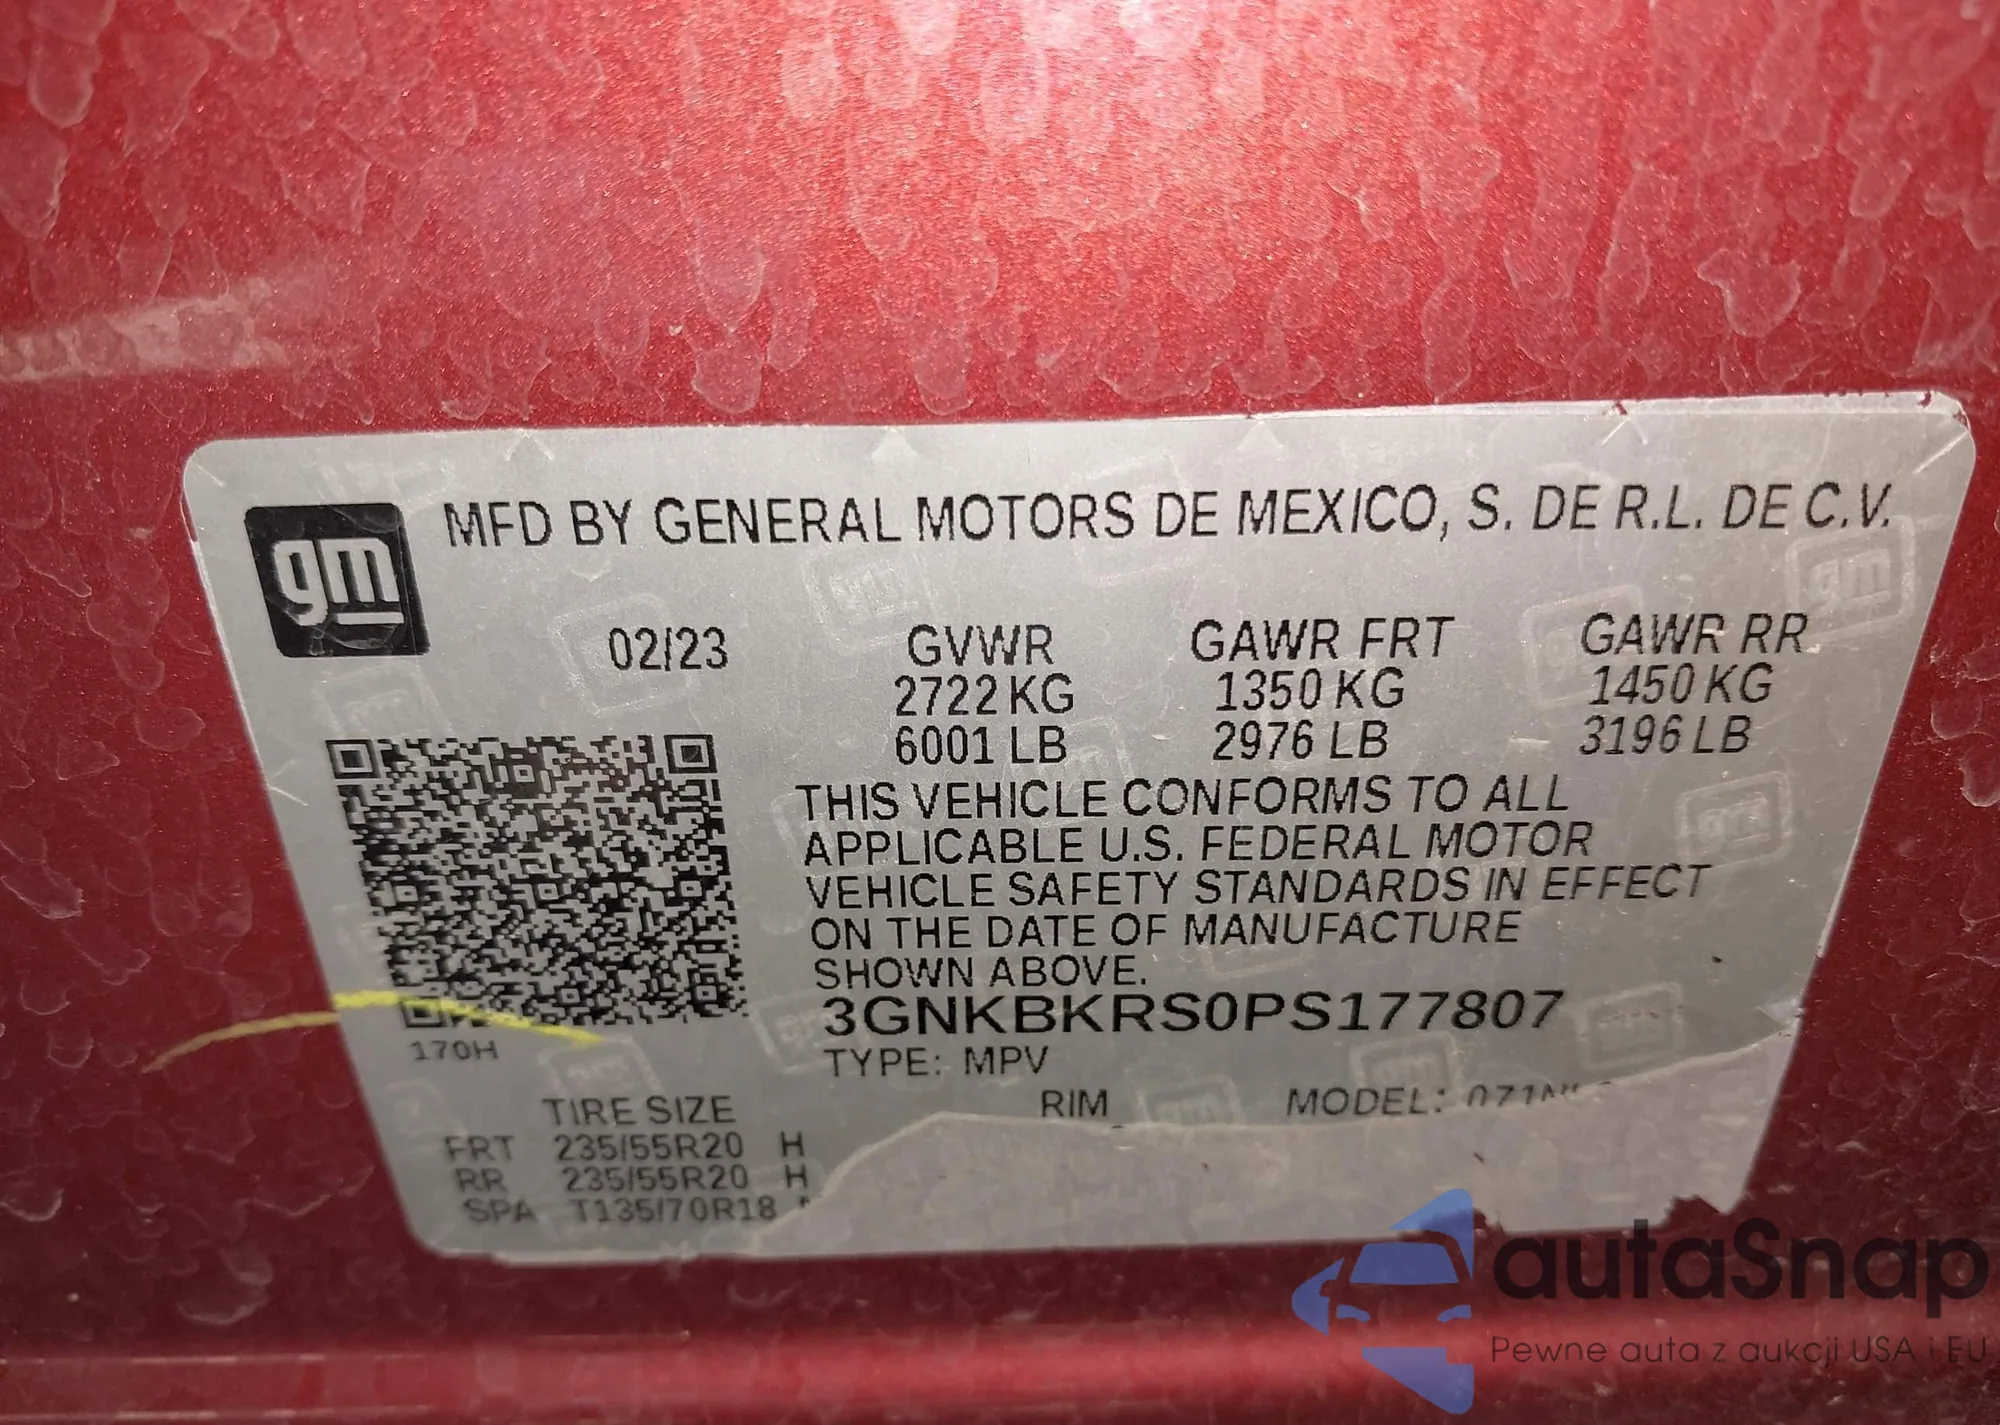 gm
MFD BY GENERAL MOTORS DE MEXICO, S. DE R.L. DE C.V.
02/23 GVWR GAWR FRT GAWR RR
2722 KG 1350 KG 1450 KG
6001 LB 2976 LB 3196 LB
THIS VEHICLE CONFORMS TO ALL
APPLICABLE U.S. FEDERAL MOTOR
VEHICLE SAFETY STANDARDS IN EFFECT
ON THE DATE OF MANUFACTURE
SHOWN ABOVE.
3GNKBKRS0PS177807
170H
TYPE: MPV
TIRE SIZE RIM MODEL:
FRT 235/55R20 H
RR 235/55R20 H
SPA T135/70R18
autaSnap
Pewne auta z aukcji USA i EU